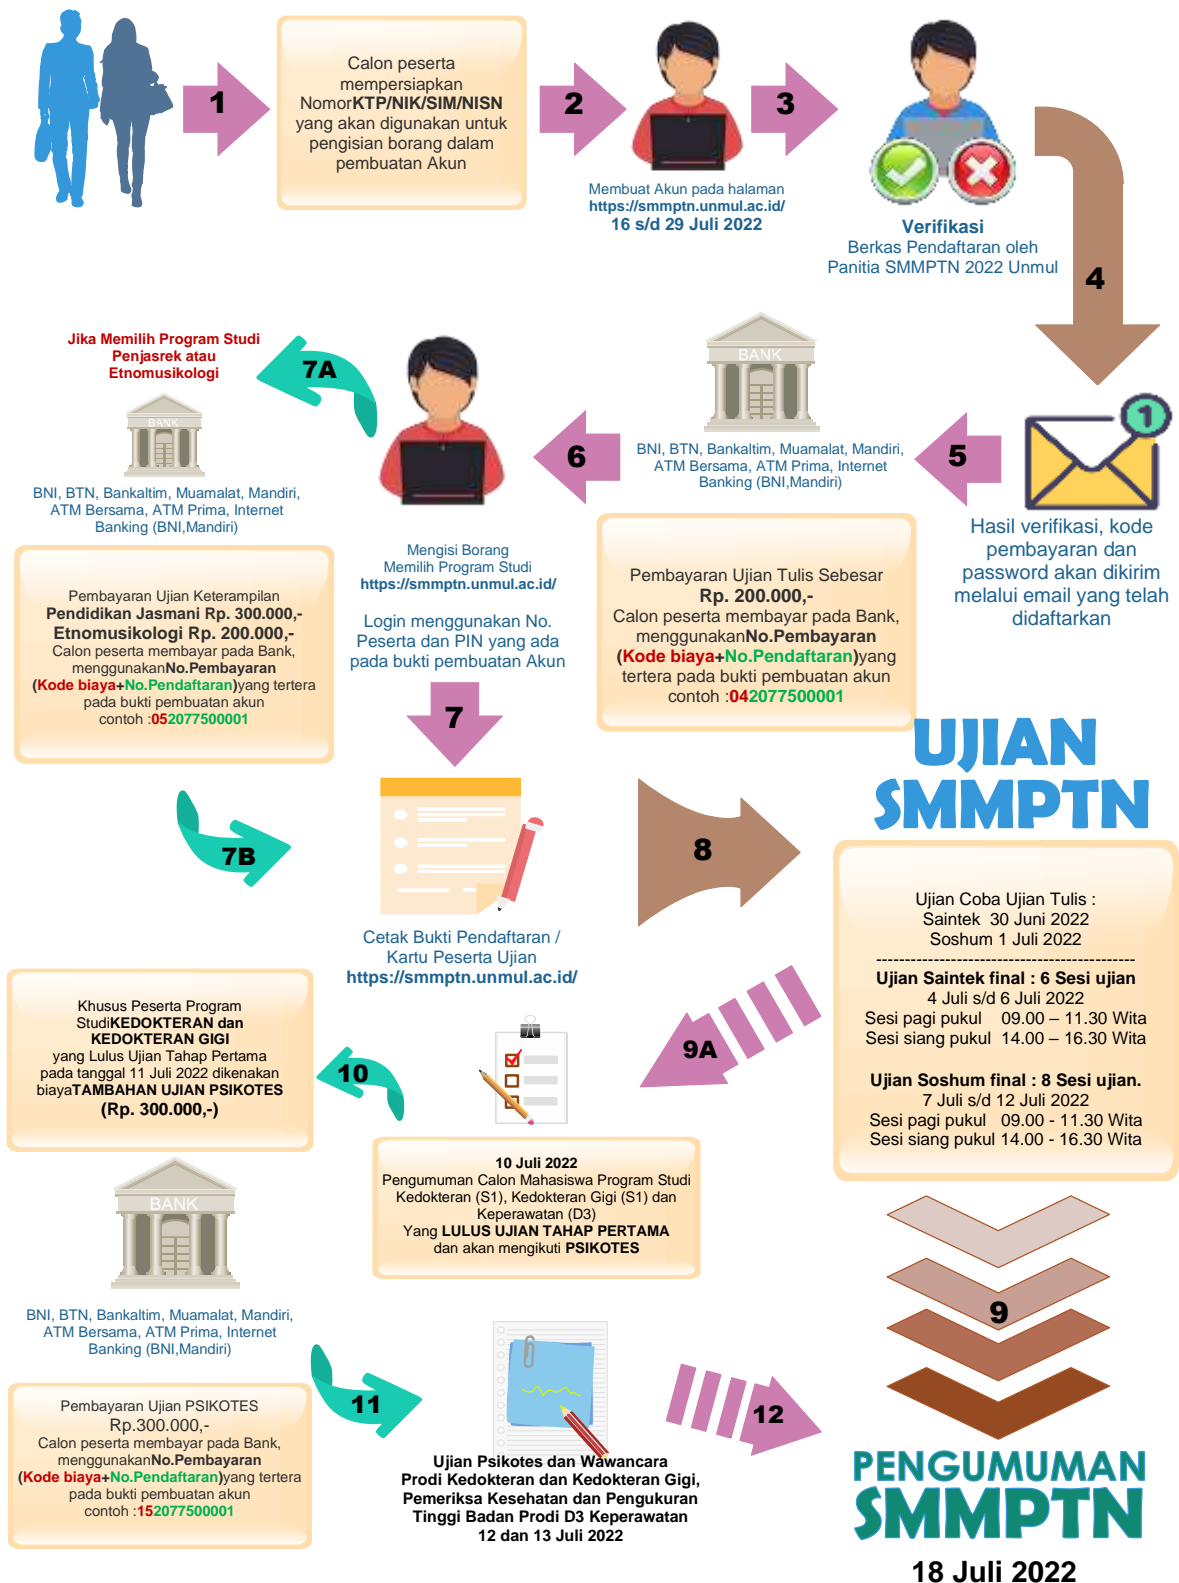 1
Calon peserta
mempersiapkan
NomorKTP/NIK/SIM/NISN
yang akan digunakan untuk
pengisian borang dalam
pembuatan Akun
2
Membuat Akun pada halaman
https://smmptn.unmul.ac.id/
16 s/d 29 Juli 2022
3
Verifikasi
Berkas Pendaftaran oleh
Panitia SMMPTN 2022 Unmul
4
1
Hasil verifikasi, kode
pembayaran dan
password akan dikirim
melalui email yang telah
didaftarkan
5
BANK
BNI, BTN, Bankaltim, Muamalat, Mandiri,
ATM Bersama, ATM Prima, Internet
Banking (BNI,Mandiri)
Pembayaran Ujian Tulis Sebesar
Rp. 200.000,-
Calon peserta membayar pada Bank,
menggunakanNo.Pembayaran
(Kode biaya+No.Pendaftaran)yang
tertera pada bukti pembuatan akun
contoh :042077500001
6
Mengisi Borang
Memilih Program Studi
https://smmptn.unmul.ac.id/
Login menggunakan No.
Peserta dan PIN yang ada
pada bukti pembuatan Akun
7A
Jika Memilih Program Studi
Penjasrek atau
Etnomusikologi
BANK
BNI, BTN, Bankaltim, Muamalat, Mandiri,
ATM Bersama, ATM Prima, Internet
Banking (BNI,Mandiri)
Pembayaran Ujian Keterampilan
Pendidikan Jasmani Rp. 300.000,-
Etnomusikologi Rp. 200.000,-
Calon peserta membayar pada Bank,
menggunakanNo.Pembayaran
(Kode biaya+No.Pendaftaran)yang tertera
pada bukti pembuatan akun
contoh :052077500001
7B
7
Cetak Bukti Pendaftaran /
Kartu Peserta Ujian
https://smmptn.unmul.ac.id/
8
UJIAN
SMMPTN
Ujian Coba Ujian Tulis :
Saintek 30 Juni 2022
Soshum 1 Juli 2022
----------------------------------------------
Ujian Saintek final : 6 Sesi ujian
4 Juli s/d 6 Juli 2022
Sesi pagi pukul 09.00 – 11.30 Wita
Sesi siang pukul 14.00 – 16.30 Wita
Ujian Soshum final : 8 Sesi ujian.
7 Juli s/d 12 Juli 2022
Sesi pagi pukul 09.00 - 11.30 Wita
Sesi siang pukul 14.00 - 16.30 Wita
9A
10 Juli 2022
Pengumuman Calon Mahasiswa Program Studi
Kedokteran (S1), Kedokteran Gigi (S1) dan
Keperawatan (D3)
Yang LULUS UJIAN TAHAP PERTAMA
dan akan mengikuti PSIKOTES
10
Khusus Peserta Program
StudiKEDOKTERAN dan
KEDOKTERAN GIGI
yang Lulus Ujian Tahap Pertama
pada tanggal 11 Juli 2022 dikenakan
biayaTAMBAHAN UJIAN PSIKOTES
(Rp. 300.000,-)
BANK
BNI, BTN, Bankaltim, Muamalat, Mandiri,
ATM Bersama, ATM Prima, Internet
Banking (BNI,Mandiri)
Pembayaran Ujian PSIKOTES
Rp.300.000,-
Calon peserta membayar pada Bank,
menggunakanNo.Pembayaran
(Kode biaya+No.Pendaftaran)yang tertera
pada bukti pembuatan akun
contoh :152077500001
11
Ujian Psikotes dan Wawancara
Prodi Kedokteran dan Kedokteran Gigi,
Pemeriksa Kesehatan dan Pengukuran
Tinggi Badan Prodi D3 Keperawatan
12 dan 13 Juli 2022
12
9
PENGUMUMAN
SMMPTN
18 Juli 2022